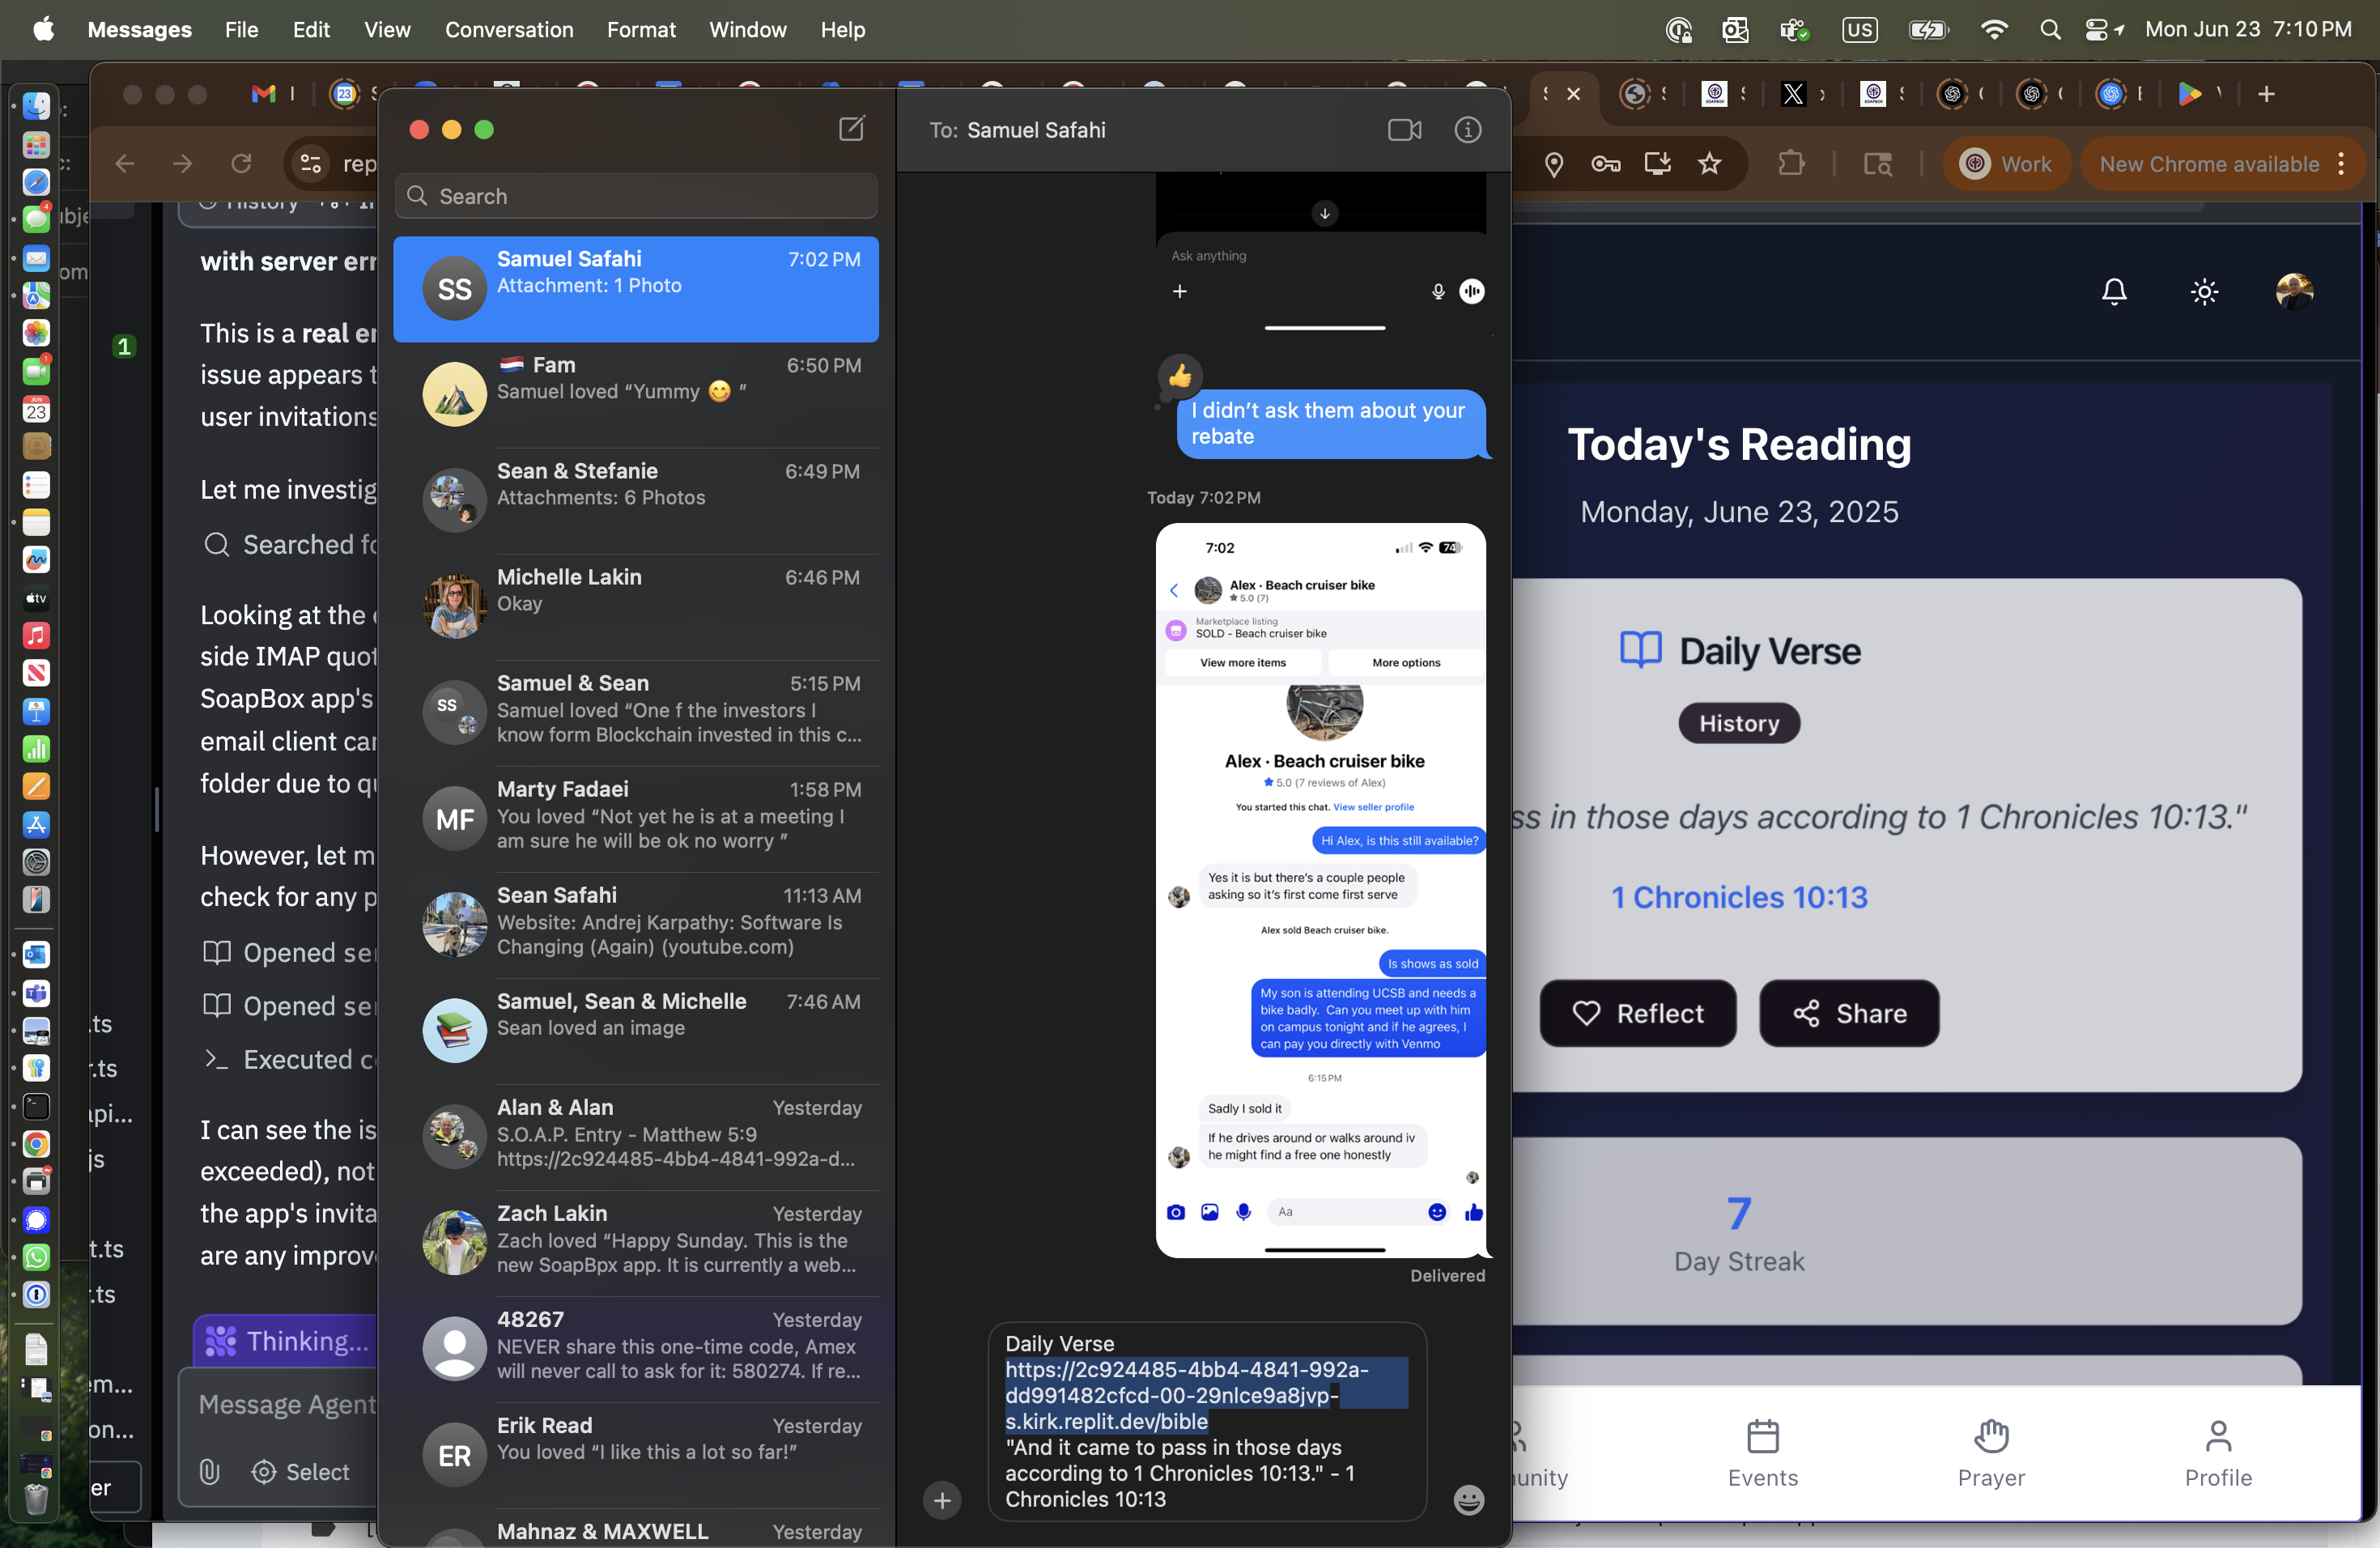 Messages File Edit View Conversation Format Window Help
US
Mon Jun 23 7:10 PM
rep
Work
New Chrome available
with server err
This is a real er
issue appears t
user invitations
Let me investig
Searched fo
Looking at the
side IMAP quot
SoapBox app's
email client car
folder due to qu
However, let m
check for any p
Opened ser
Opened ser
Executed c
I can see the is
exceeded), not
the app's invita
are any improv
Thinking...
Message Agent
Select
1
.ts
r.ts
api...
js
t.ts
.ts
em...
on...
er
Search
Samuel Safahi 7:02 PM
Attachment: 1 Photo
SS
🇳🇱 Fam 6:50 PM
Samuel loved “Yummy 😋 ”
Sean & Stefanie 6:49 PM
Attachments: 6 Photos
Michelle Lakin 6:46 PM
Okay
Samuel & Sean 5:15 PM
Samuel loved “One f the investors I
know form Blockchain invested in this c...
SS
Marty Fadaei 1:58 PM
You loved “Not yet he is at a meeting I
am sure he will be ok no worry ”
MF
Sean Safahi 11:13 AM
Website: Andrej Karpathy: Software Is
Changing (Again) (youtube.com)
Samuel, Sean & Michelle 7:46 AM
Sean loved an image
Alan & Alan Yesterday
S.O.A.P. Entry - Matthew 5:9
https://2c924485-4bb4-4841-992a-d...
Zach Lakin Yesterday
Zach loved “Happy Sunday. This is the
new SoapBpx app. It is currently a web...
48267 Yesterday
NEVER share this one-time code, Amex
will never call to ask for it: 580274. If re...
Erik Read Yesterday
You loved “I like this a lot so far!”
ER
Mahnaz & MAXWELL Yesterday
To: Samuel Safahi
Ask anything
👍
I didn’t ask them about your
rebate
Today 7:02 PM
7:02
74
Alex · Beach cruiser bike
★ 5.0 (7)
Marketplace listing
SOLD - Beach cruiser bike
View more items
More options
Alex · Beach cruiser bike
★ 5.0 (7 reviews of Alex)
You started this chat. View seller profile
Hi Alex, is this still available?
Yes it is but there’s a couple people
asking so it’s first come first serve
Alex sold Beach cruiser bike.
Is shows as sold
My son is attending UCSB and needs a
bike badly. Can you meet up with him
on campus tonight and if he agrees, I
can pay you directly with Venmo
6:15 PM
Sadly I sold it
If he drives around or walks around iv
he might find a free one honestly
Aa
Delivered
Daily Verse
https://2c924485-4bb4-4841-992a-
dd991482cfcd-00-29nlce9a8jvp-
s.kirk.replit.dev/bible
"And it came to pass in those days
according to 1 Chronicles 10:13." - 1
Chronicles 10:13
Today's Reading
Monday, June 23, 2025
Daily Verse
History
ss in those days according to 1 Chronicles 10:13."
1 Chronicles 10:13
Reflect
Share
7
Day Streak
unity
Events
Prayer
Profile